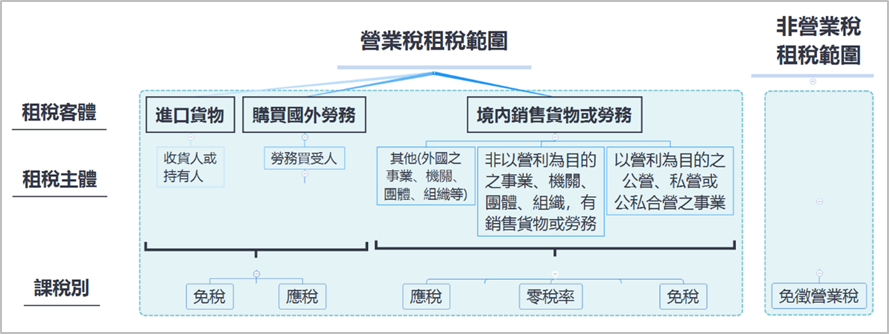 營業稅租稅範圍
非營業稅
租稅範圍
租稅客體
進口貨物
購買國外勞務
境內銷售貨物或勞務
租稅主體
收貨人或
持有人
勞務買受人
其他(外國之
事業、機關、
團體、組織等)
非以營利為目的
之事業、機關、
團體、組織，有
銷售貨物或勞務
以營利為目的之
公營、私營或
公私合營之事業
課稅別
免稅
應稅
應稅
零稅率
免稅
免徵營業稅